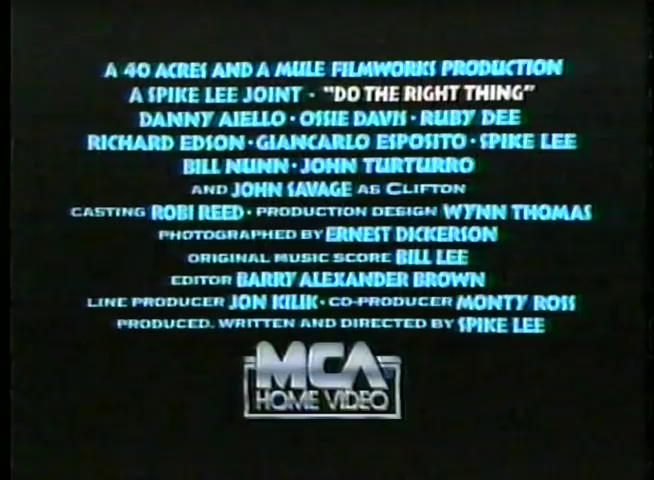 A 40 ACRES AND A MULE FILMWORKS PRODUCTION
A SPIKE LEE JOINT · "DO THE RIGHT THING"
DANNY AIELLO · OSSIE DAVIS · RUBY DEE
RICHARD EDSON · GIANCARLO ESPOSITO · SPIKE LEE
BILL NUNN · JOHN TURTURRO
AND JOHN SAVAGE AS CLIFTON
CASTING ROBI REED · PRODUCTION DESIGN WYNN THOMAS
PHOTOGRAPHED BY ERNEST DICKERSON
ORIGINAL MUSIC SCORE BILL LEE
EDITOR BARRY ALEXANDER BROWN
LINE PRODUCER JON KILIK · CO-PRODUCER MONTY ROSS
PRODUCED, WRITTEN AND DIRECTED BY SPIKE LEE
MCA
HOME VIDEO